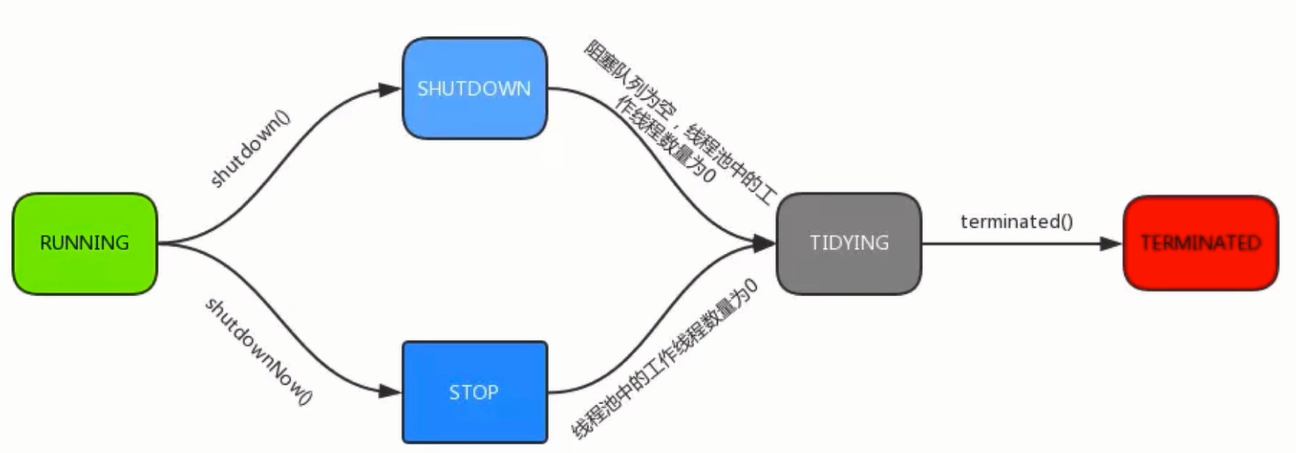 SHUTDOWN
阻塞队列为空，线程池中的工
作线程数量为0
shutdown()
RUNNING
TIDYING
terminated()
TERMINATED
shutdownNow()
STOP
线程池中的工作线程数量为0